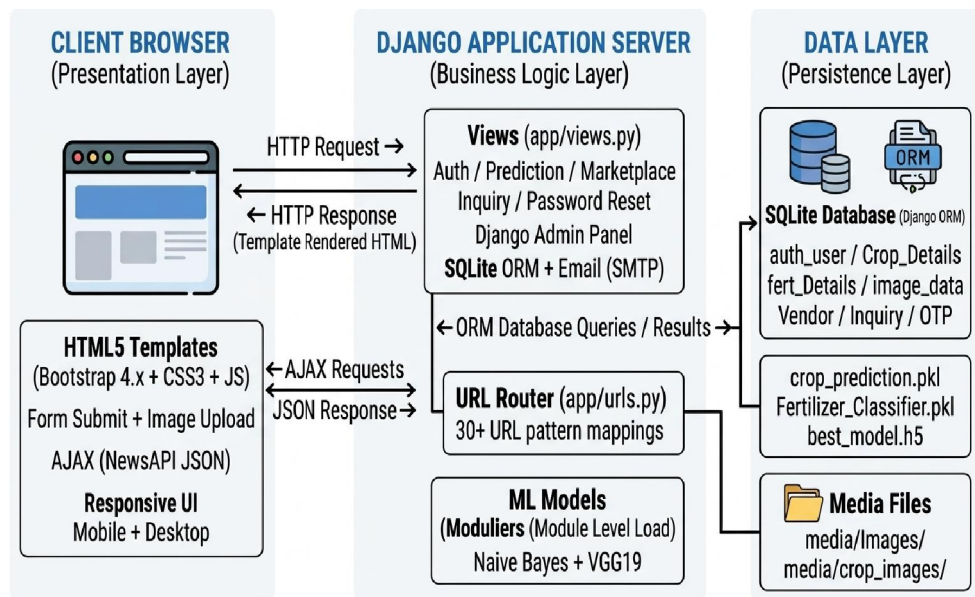 CLIENT BROWSER
(Presentation Layer)
HTTP Request →
← HTTP Response
(Template Rendered HTML)
HTML5 Templates
(Bootstrap 4.x + CSS3 + JS)
Form Submit + Image Upload
AJAX (NewsAPI JSON)
Responsive UI
Mobile + Desktop
← AJAX Requests
JSON Response →
DJANGO APPLICATION SERVER
(Business Logic Layer)
Views (app/views.py)
Auth / Prediction / Marketplace
Inquiry / Password Reset
Django Admin Panel
SQLite ORM + Email (SMTP)
ORM Database Queries / Results
URL Router (app/urls.py)
30+ URL pattern mappings
ML Models
(Moduliers (Module Level Load)
Naive Bayes + VGG19
DATA LAYER
(Persistence Layer)
ORM
SQLite Database (Django ORM)
auth_user / Crop_Details
fert_Details / image_data
Vendor / Inquiry / OTP
crop_prediction.pkl
Fertilizer_Classifier.pkl
best_model.h5
Media Files
media/Images/
media/crop_images/